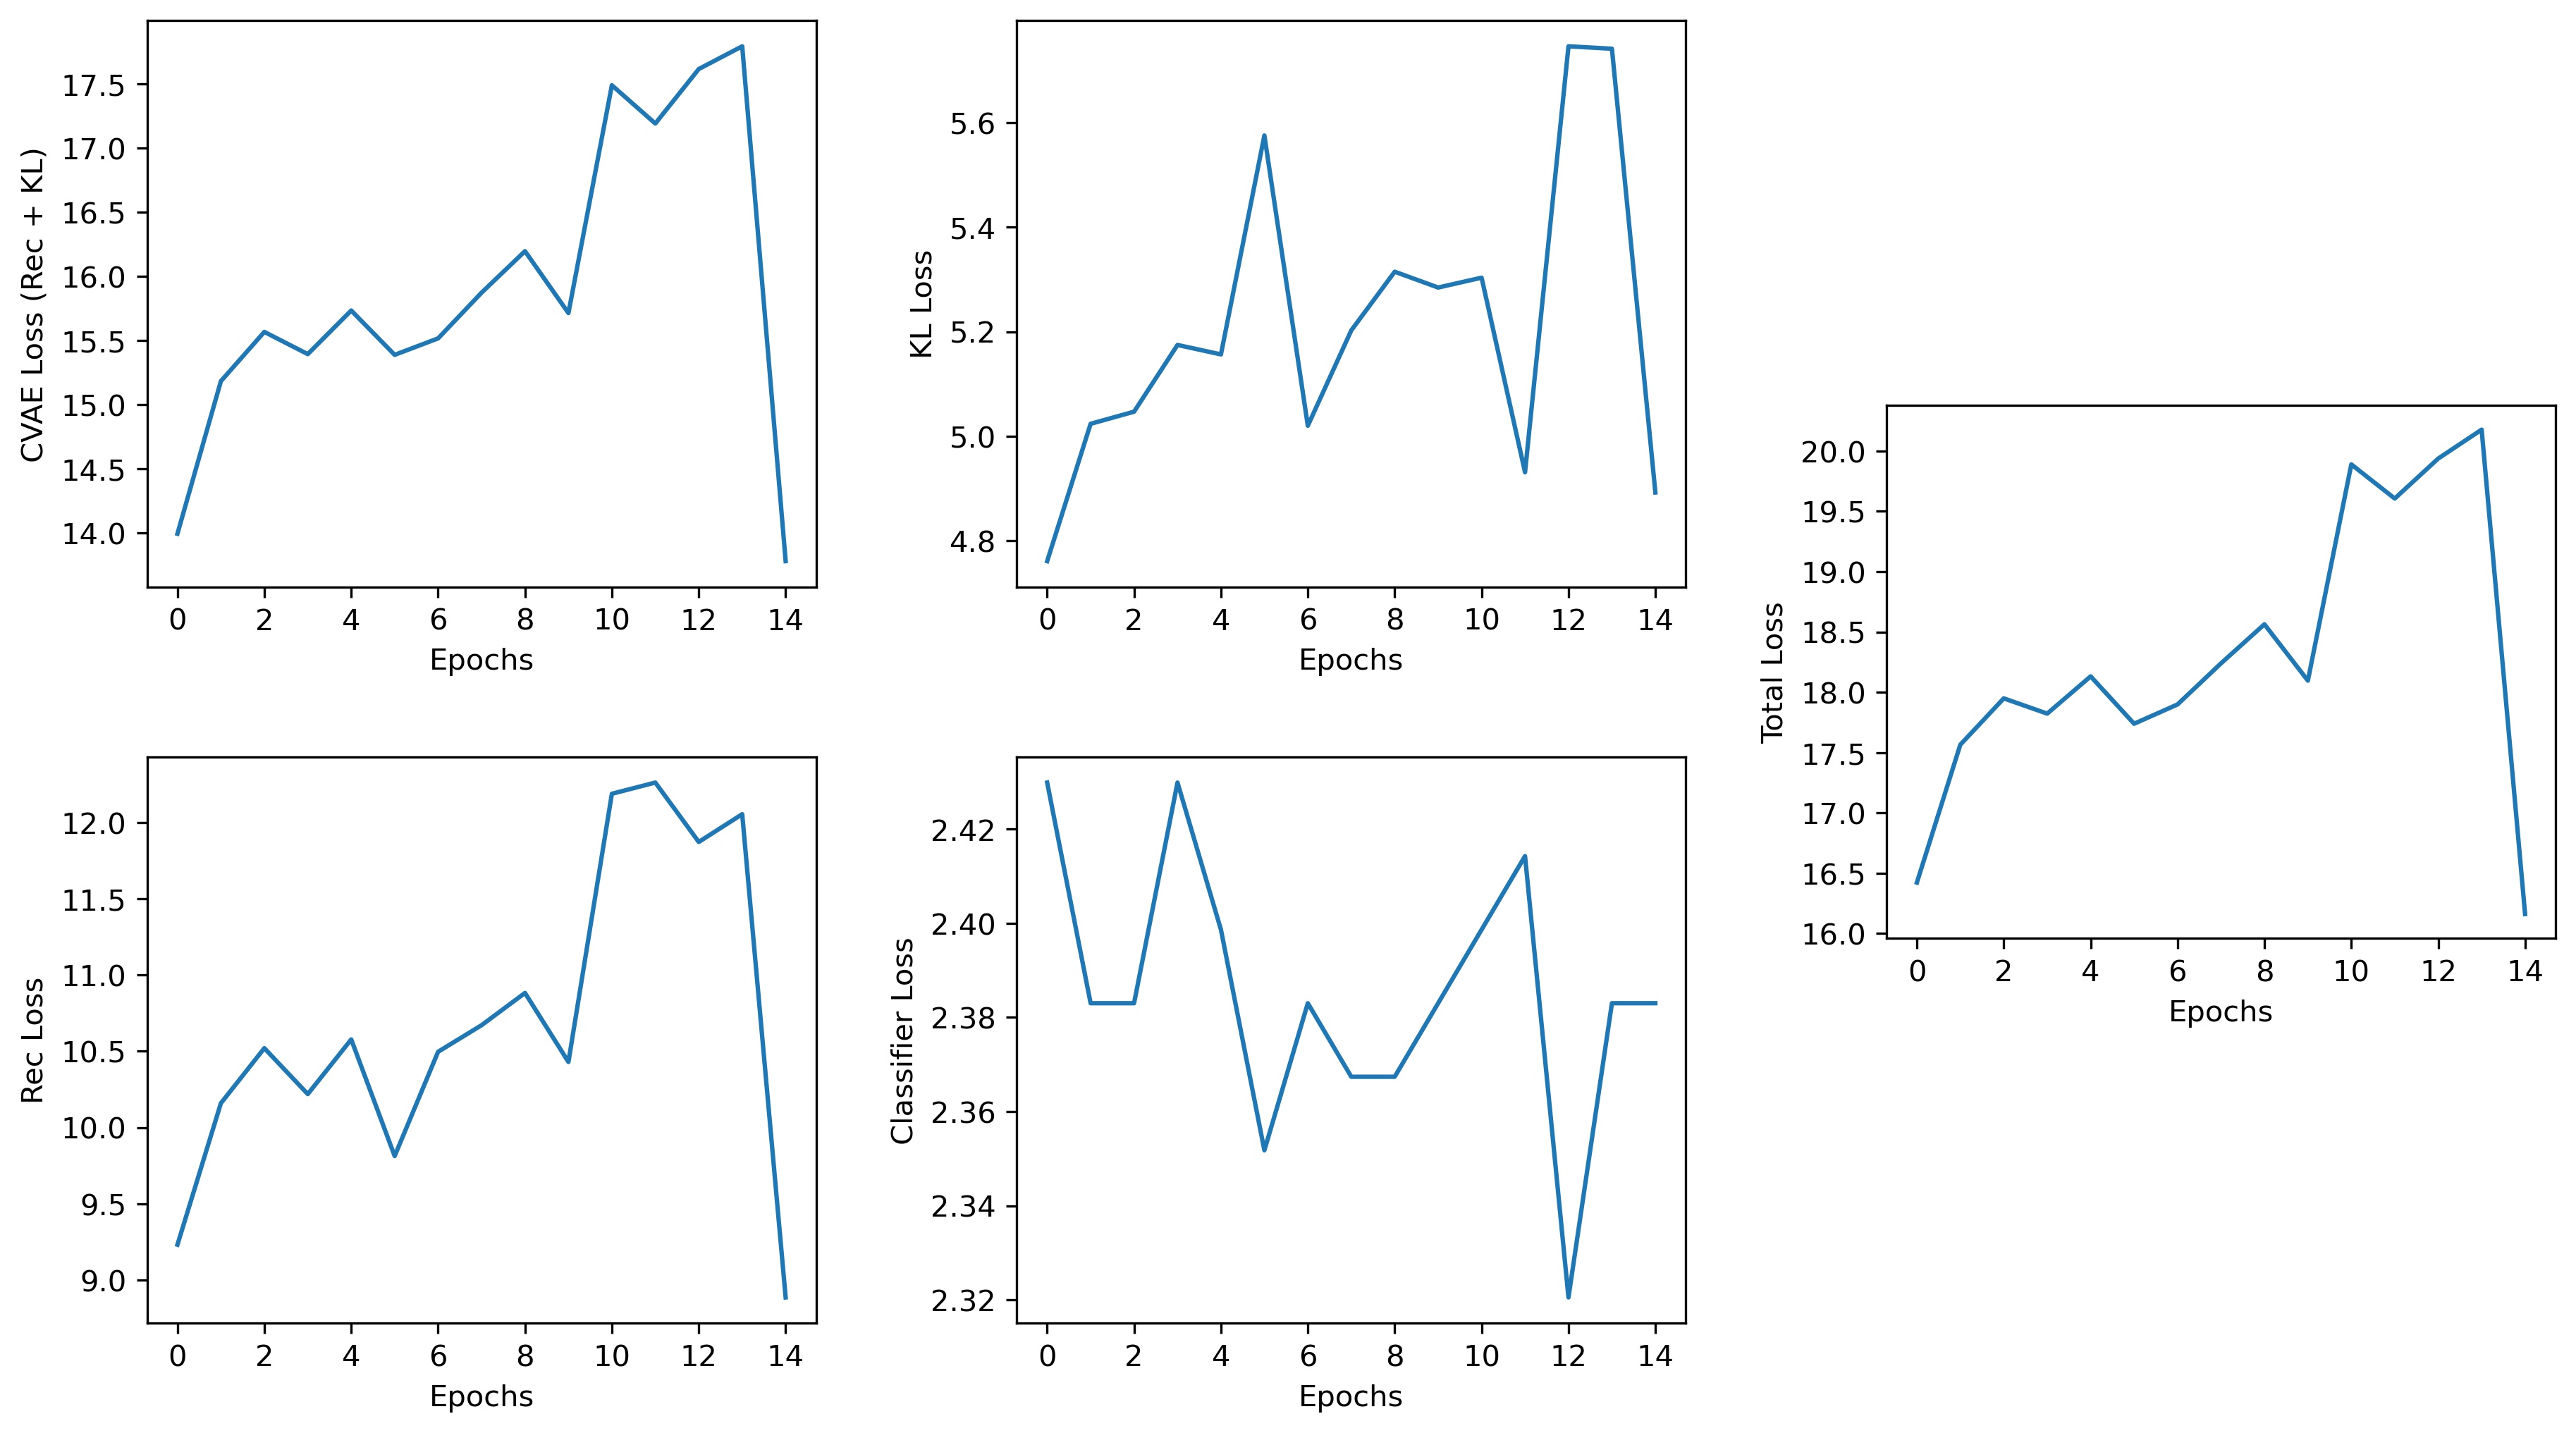 CVAE Loss (Rec + KL)
17.5
17.0
16.5
16.0
15.5
15.0
14.5
14.0
0 2 4 6 8 10 12 14
Epochs
KL Loss
5.6
5.4
5.2
5.0
4.8
0 2 4 6 8 10 12 14
Epochs
Rec Loss
12.0
11.5
11.0
10.5
10.0
9.5
9.0
0 2 4 6 8 10 12 14
Epochs
Classifier Loss
2.42
2.40
2.38
2.36
2.34
2.32
0 2 4 6 8 10 12 14
Epochs
Total Loss
20.0
19.5
19.0
18.5
18.0
17.5
17.0
16.5
16.0
0 2 4 6 8 10 12 14
Epochs